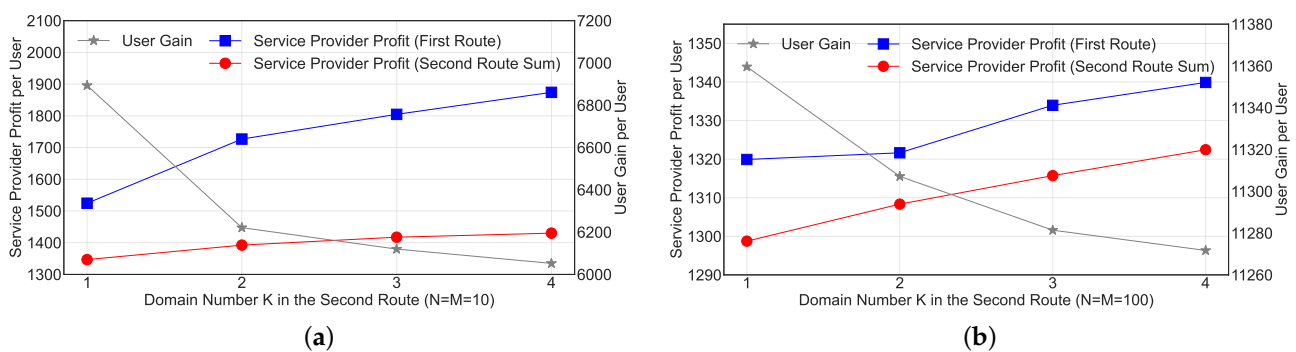 2100
2000
1900
1800
1700
1600
1500
1400
1300
Service Provider Profit per User
User Gain
Service Provider Profit (First Route)
Service Provider Profit (Second Route Sum)
7200
7000
6800
6600
6400
6200
6000
User Gain per User
1 2 3 4
Domain Number K in the Second Route (N=M=10)
(a)
1350
1340
1330
1320
1310
1300
1290
Service Provider Profit per User
User Gain
Service Provider Profit (First Route)
Service Provider Profit (Second Route Sum)
11380
11360
11340
11320
11300
11280
11260
User Gain per User
1 2 3 4
Domain Number K in the Second Route (N=M=100)
(b)